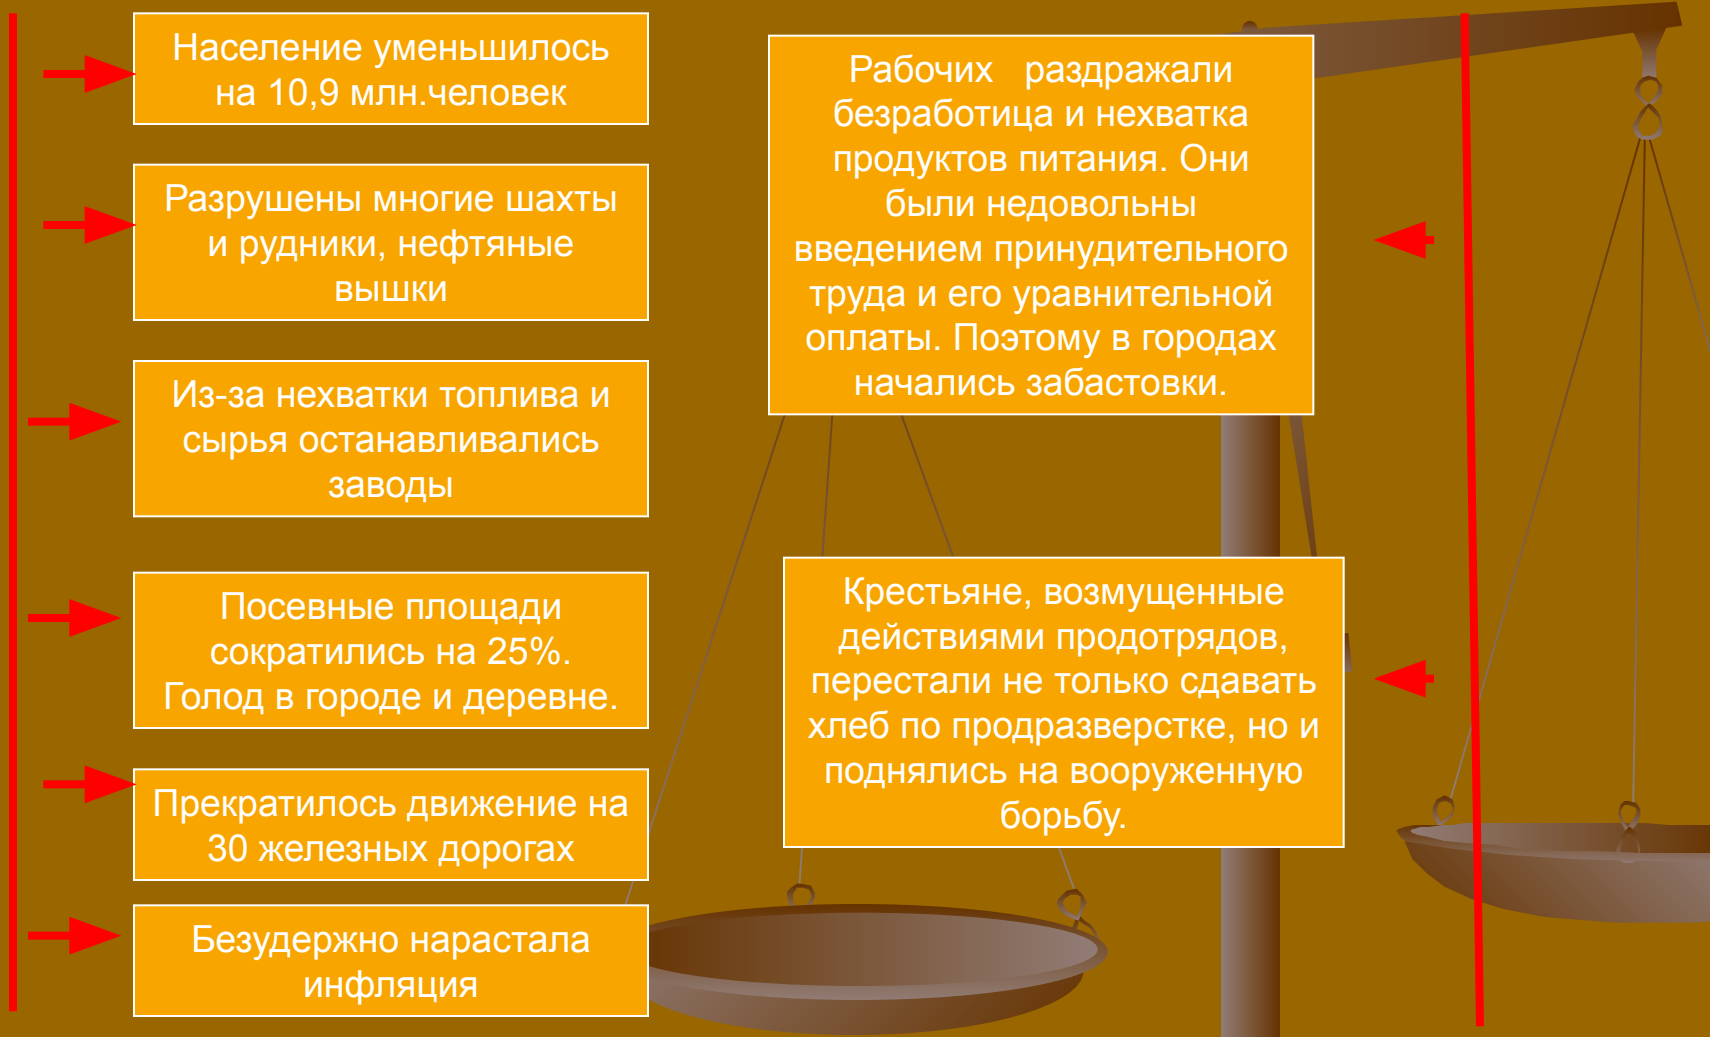 Население уменьшилось
на 10,9 млн.человек
Разрушены многие шахты
и рудники, нефтяные
вышки
Из-за нехватки топлива и
сырья останавливались
заводы
Посевные площади
сократились на 25%.
Голод в городе и деревне.
Прекратилось движение на
30 железных дорогах
Безудержно нарастала
инфляция
Рабочих раздражали
безработица и нехватка
продуктов питания. Они
были недовольны
введением принудительного
труда и его уравнительной
оплаты. Поэтому в городах
начались забастовки.
Крестьяне, возмущенные
действиями продотрядов,
перестали не только сдавать
хлеб по продразверстке, но и
поднялись на вооруженную
борьбу.